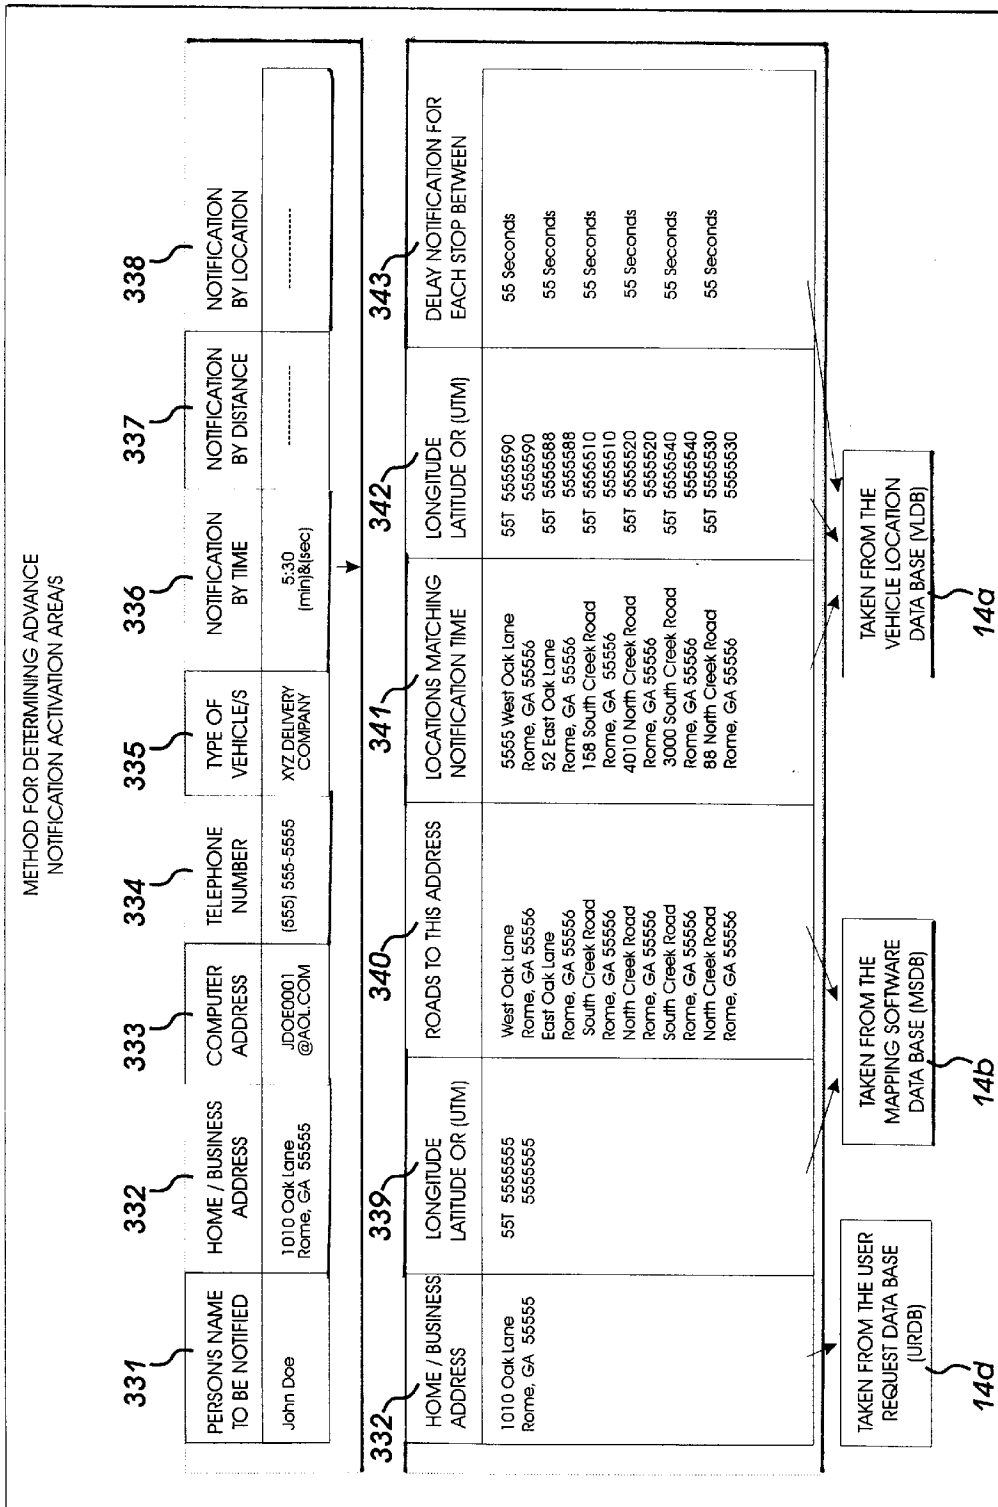 METHOD FOR DETERMINING ADVANCE
NOTIFICATION ACTIVATION AREA/S
331
332
333
334
335
336
337
338
PERSON'S NAME
TO BE NOTIFIED
HOME / BUSINESS
ADDRESS
COMPUTER
ADDRESS
TELEPHONE
NUMBER
TYPE OF
VEHICLE/S
NOTIFICATION
BY TIME
NOTIFICATION
BY DISTANCE
NOTIFICATION
BY LOCATION
John Doe
1010 Oak Lane
Rome, GA 55555
JDOE0001
@AOL.COM
(555) 555-5555
XYZ DELIVERY
COMPANY
5:30
(min)&(sec)
--------------
--------------
332
339
340
341
342
343
HOME / BUSINESS
ADDRESS
LONGITUDE
LATITUDE OR (UTM)
ROADS TO THIS ADDRESS
LOCATIONS MATCHING
NOTIFICATION TIME
LONGITUDE
LATITUDE OR (UTM)
DELAY NOTIFICATION FOR
EACH STOP BETWEEN
1010 Oak Lane
Rome, GA 55555
55T 5555555
5555555
West Oak Lane
Rome, GA 55556
East Oak Lane
Rome, GA 55556
South Creek Road
Rome, GA 55556
North Creek Road
Rome, GA 55556
South Creek Road
Rome, GA 55556
North Creek Road
Rome, GA 55556
5555 West Oak Lane
Rome, GA 55556
52 East Oak Lane
Rome, GA 55556
158 South Creek Road
Rome, GA 55556
4010 North Creek Road
Rome, GA 55556
3000 South Creek Road
Rome, GA 55556
88 North Creek Road
Rome, GA 55556
55T 5555590
5555590
55T 5555588
5555588
55T 5555510
5555510
55T 5555520
5555520
55T 5555540
5555540
55T 5555530
5555530
55 Seconds
55 Seconds
55 Seconds
55 Seconds
55 Seconds
55 Seconds
TAKEN FROM THE USER
REQUEST DATA BASE
(URDB)
14d
TAKEN FROM THE
MAPPING SOFTWARE
DATA BASE (MSDB)
14b
TAKEN FROM THE
VEHICLE LOCATION
DATA BASE (VLDB)
14a